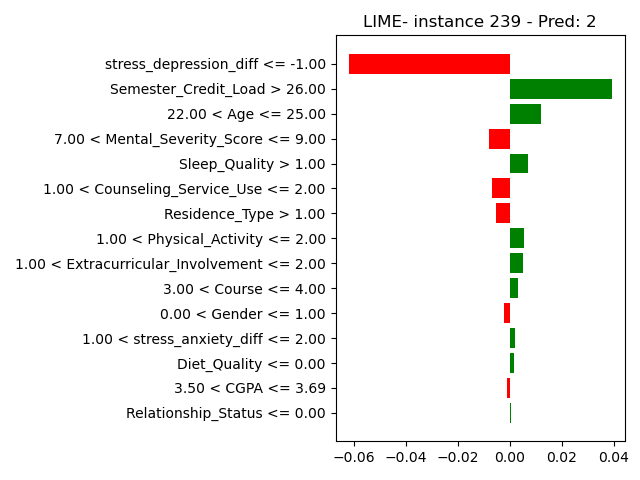 LIME- instance 239 - Pred: 2
stress_depression_diff <= -1.00
Semester_Credit_Load > 26.00
22.00 < Age <= 25.00
7.00 < Mental_Severity_Score <= 9.00
Sleep_Quality > 1.00
1.00 < Counseling_Service_Use <= 2.00
Residence_Type > 1.00
1.00 < Physical_Activity <= 2.00
1.00 < Extracurricular_Involvement <= 2.00
3.00 < Course <= 4.00
0.00 < Gender <= 1.00
1.00 < stress_anxiety_diff <= 2.00
Diet_Quality <= 0.00
3.50 < CGPA <= 3.69
Relationship_Status <= 0.00
−0.06 −0.04 −0.02 0.00 0.02 0.04